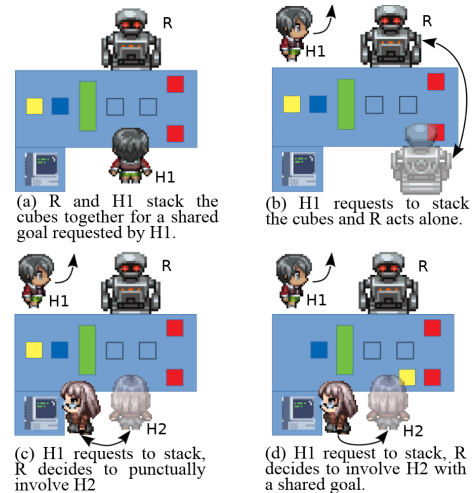 R
H1
(a) R and H1 stack the
cubes together for a shared
goal requested by H1.
H1
R
(b) H1 requests to stack
the cubes and R acts alone.
H1
R
H2
(c) H1 requests to stack,
R decides to punctually
involve H2
H1
R
H2
(d) H1 request to stack, R
decides to involve H2 with
a shared goal.